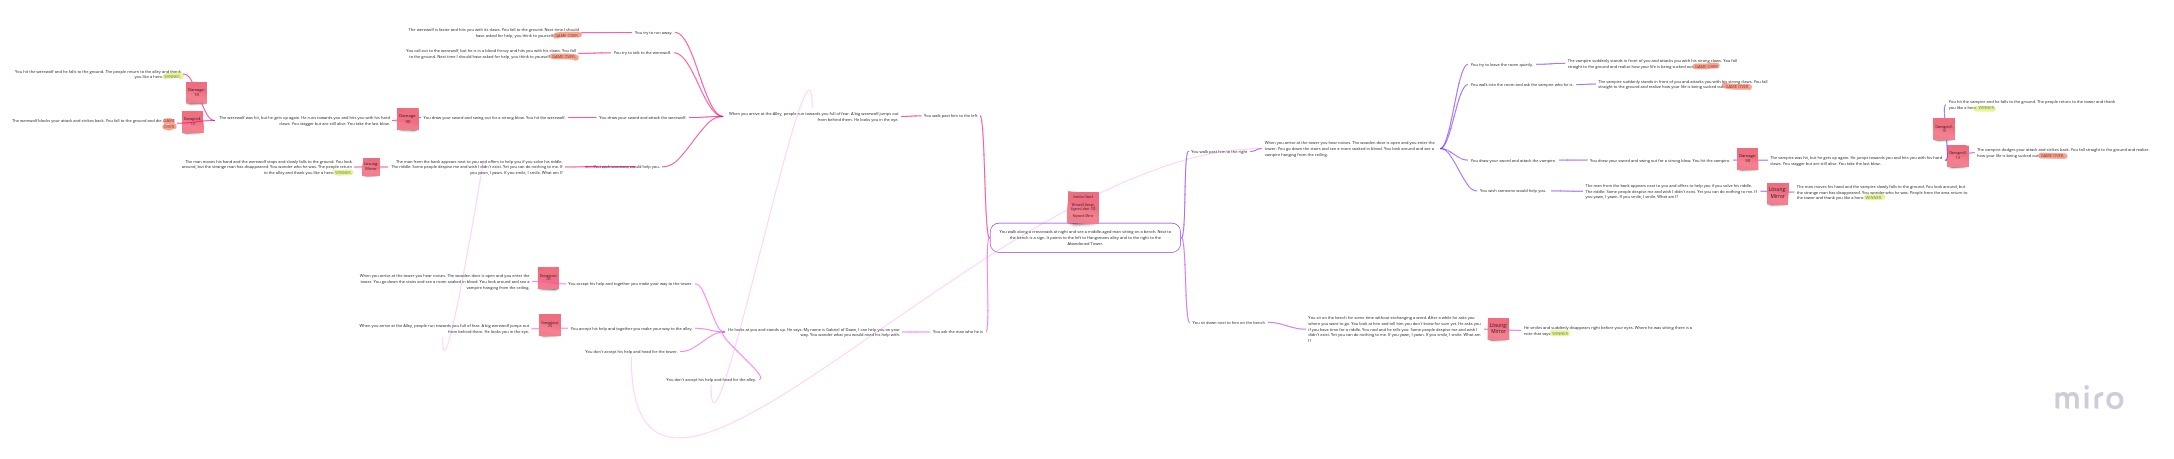 The werewolf is faster and hits you with its claws. You fall to the ground. Next time I should
have asked for help, you think to yourself. GAME OVER.
You try to run away.
You call out to the werewolf, but he is in a blood frenzy and hits you with his claws. You fall
to the ground. Next time I should have asked for help, you think to yourself. GAME OVER.
You try to talk to the werewolf.
You hit the werewolf and he falls to the ground. The people return to the alley and thank
you like a hero. WINNER.
Damage
The werewolf blocks your attack and strikes back. You fall to the ground and die. GAME
OVER.
The werewolf was hit, but he gets up again. He runs towards you and hits you with his hard
claws. You stagger but are still alive. You take the last blow.
Damage
You draw your sword and swing out for a strong blow. You hit the werewolf.
You draw your sword and attack the werewolf.
When you arrive at the Alley, people run towards you full of fear. A big werewolf jumps out
from behind them. He looks you in the eye.
You walk past him to the left.
The man moves his hand and the werewolf stops and slowly falls to the ground. You look
around, but the strange man has disappeared. You wonder who he was. The people return
to the alley and thank you like a hero. WINNER.
Lösung:
Mirror
The man from the bank appears next to you and offers to help you if you solve his riddle.
The riddle: Some people despise me and wish I didn't exist. Yet you can do nothing to me. If
you yawn, I yawn. If you smile, I smile. What am I?
You wish someone would help you.
You walk along a crossroads at night and see a middle-aged man sitting on a bench. Next to
the bench is a sign. It points to the left to Hangmans alley and to the right to the
Abandoned Tower.
When you arrive at the tower you hear noises. The wooden door is open and you enter the
tower. You go down the stairs and see a room soaked in blood. You look around and see a
vampire hanging from the ceiling.
You accept his help and together you make your way to the tower.
When you arrive at the Alley, people run towards you full of fear. A big werewolf jumps out
from behind them. He looks you in the eye.
You accept his help and together you make your way to the alley.
You don't accept his help and head for the tower.
You don't accept his help and head for the alley.
He looks at you and stands up. He says: My name is Gabriel of Dawn, I can help you on your
way. You wonder what you would need his help with.
You ask the man who he is.
You walk past him to the right
When you arrive at the tower you hear noises. The wooden door is open and you enter the
tower. You go down the stairs and see a room soaked in blood. You look around and see a
vampire hanging from the ceiling.
You try to leave the room quietly.
The vampire suddenly stands in front of you and attacks you with his strong claws. You fall
straight to the ground and realize how your life is being sucked out. GAME OVER.
You walk into the room and ask the vampire who he is.
The vampire suddenly stands in front of you and attacks you with his strong claws. You fall
straight to the ground and realize how your life is being sucked out. GAME OVER.
You draw your sword and attack the vampire.
You draw your sword and swing out for a strong blow. You hit the vampire.
Damage
The vampire was hit, but he gets up again. He jumps towards you and hits you with his hard
claws. You stagger but are still alive. You take the last blow.
You hit the vampire and he falls to the ground. The people return to the tower and thank
you like a hero. WINNER.
The vampire dodges your attack and strikes back. You fall straight to the ground and realize
how your life is being sucked out. GAME OVER.
You wish someone would help you.
The man from the bank appears next to you and offers to help you if you solve his riddle.
The riddle: Some people despise me and wish I didn't exist. Yet you can do nothing to me. If
you yawn, I yawn. If you smile, I smile. What am I?
Lösung:
Mirror
The man moves his hand and the vampire slowly falls to the ground. You look around, but
the strange man has disappeared. You wonder who he was. People from the area return to
the tower and thank you like a hero. WINNER.
You sit down next to him on the bench
You sit on the bench for some time without exchanging a word. After a while he asks you
where you want to go. You look at him and tell him you don't know for sure yet. He asks you
if you have time for a riddle. You nod and he tells you: Some people despise me and wish I
didn't exist. Yet you can do nothing to me. If you yawn, I yawn. If you smile, I smile. What am
I?
Lösung:
Mirror
He smiles and suddenly disappears right before your eyes. Where he was sitting there is a
note that says WINNER.
miro